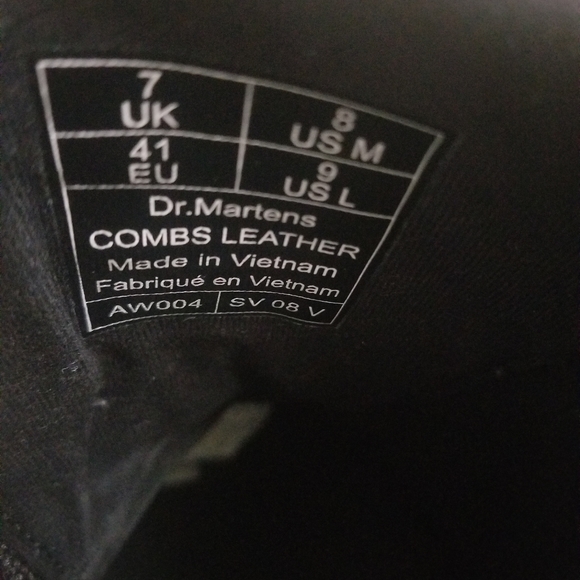 7
UK
8
US M
41
EU
9
US L
Dr.Martens
COMBS LEATHER
Made in Vietnam
Fabriqué en Vietnam
AW004 SV 08 V